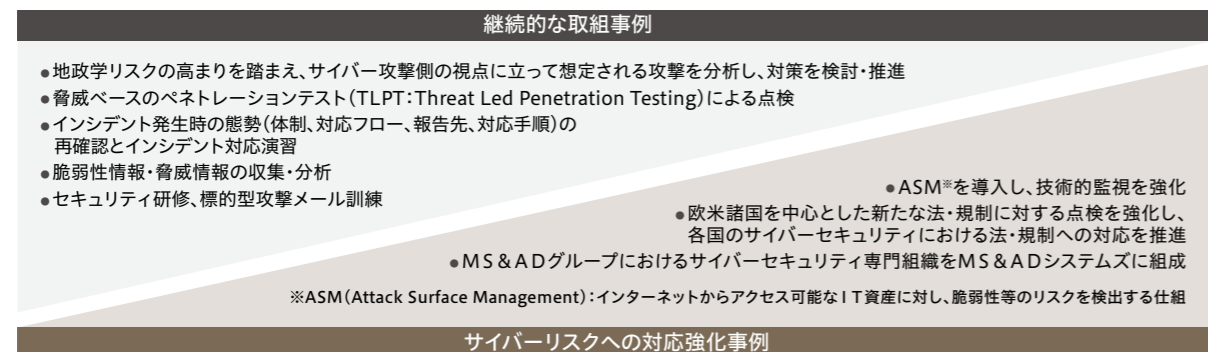 継続的な取組事例
●地政学リスクの高まりを踏まえ、サイバー攻撃側の視点に立って想定される攻撃を分析し、対策を検討・推進
●脅威ベースのペネトレーションテスト（TLPT：Threat Led Penetration Testing）による点検
●インシデント発生時の態勢（体制、対応フロー、報告先、対応手順）の
再確認とインシデント対応演習
●脆弱性情報・脅威情報の収集・分析
●セキュリティ研修、標的型攻撃メール訓練
●ASM※を導入し、技術的監視を強化
●欧米諸国を中心とした新たな法・規制に対する点検を強化し、
各国のサイバーセキュリティにおける法・規制への対応を推進
●MS＆ADグループにおけるサイバーセキュリティ専門組織をMS＆ADシステムズに組成
※ASM（Attack Surface Management）：インターネットからアクセス可能なIT資産に対し、脆弱性等のリスクを検出する仕組
サイバーリスクへの対応強化事例